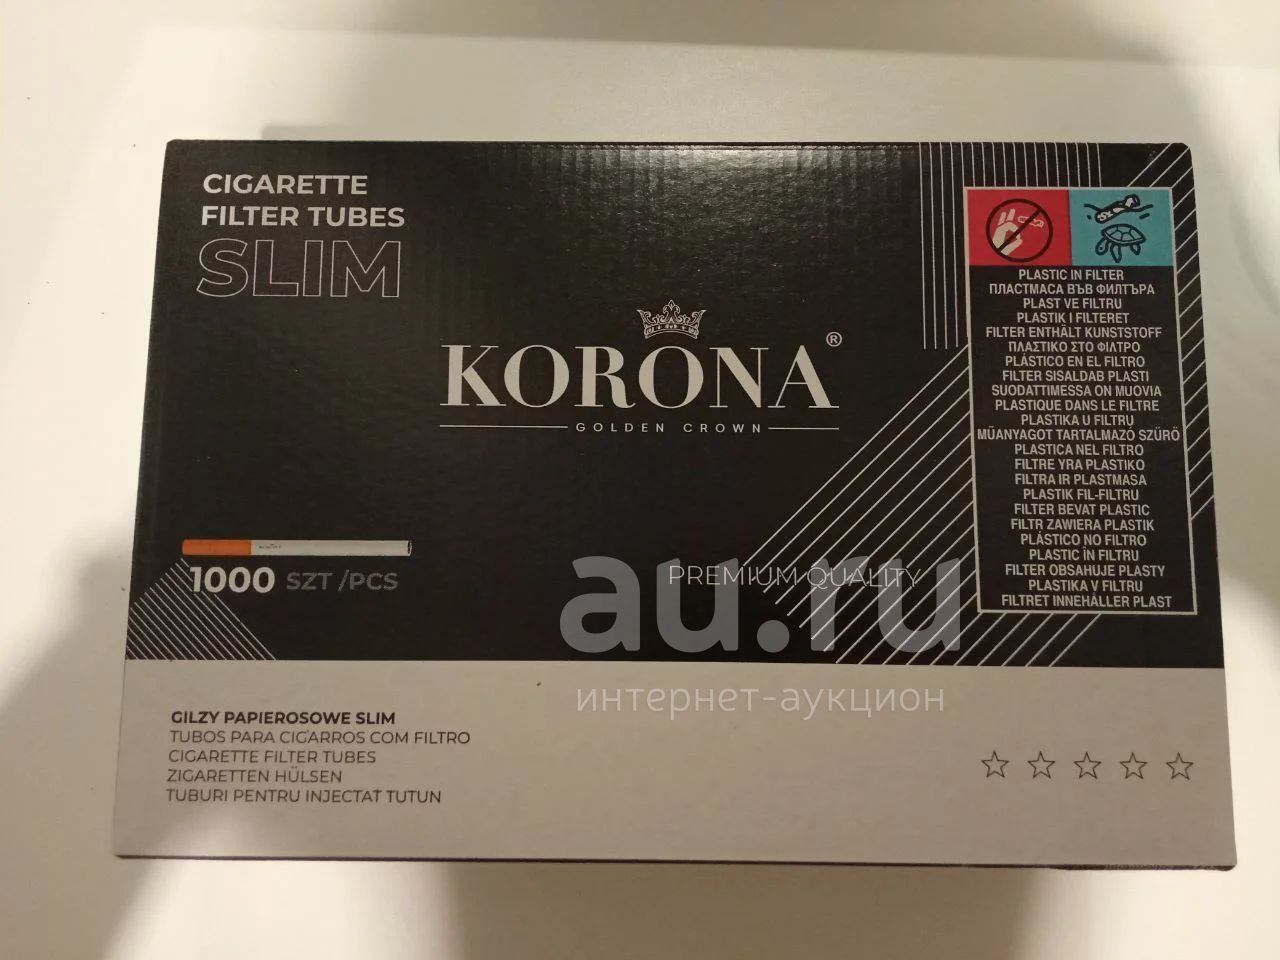 CIGARETTE
FILTER TUBES
SLIM
KORONA®
GOLDEN CROWN
1000 SZT /PCS
PREMIUM QUALITY
PLASTIC IN FILTER
ПЛАСТМАСА ВЪВ ФИЛТЪРА
PLAST VE FILTRU
PLASTIK I FILTERET
FILTER ENTHÄLT KUNSTSTOFF
ΠΛΑΣΤΙΚΟ ΣΤΟ ΦΙΛΤΡΟ
PLÁSTICO EN EL FILTRO
FILTER SISALDAB PLASTI
SUODATTIMESSA ON MUOVIA
PLASTIQUE DANS LE FILTRE
PLASTIKA U FILTRU
MŰANYAGOT TARTALMAZÓ SZŰRŐ
PLASTICA NEL FILTRO
FILTRE YRA PLASTIKO
FILTRA IR PLASTMASA
PLASTIK FIL-FILTRU
FILTER BEVAT PLASTIC
FILTR ZAWIERA PLASTIK
PLÁSTICO NO FILTRO
PLASTIC ÎN FILTRU
FILTER OBSAHUJE PLASTY
PLASTIKA V FILTRU
FILTRET INNEHÅLLER PLAST
au.ru
интернет-аукцион
GILZY PAPIEROSOWE SLIM
TUBOS PARA CIGARROS COM FILTRO
CIGARETTE FILTER TUBES
ZIGARETTEN HÜLSEN
TUBURI PENTRU INJECTAT TUTUN